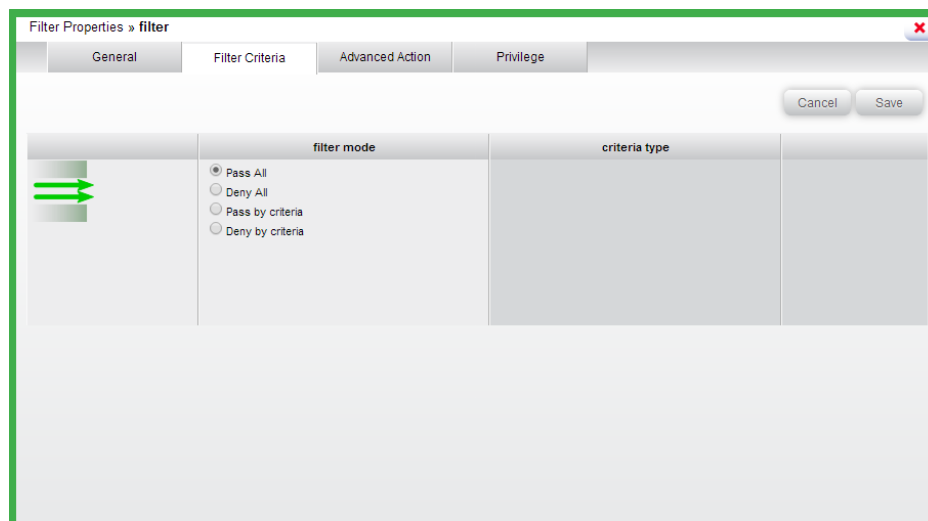 Filter Properties » filter
General Filter Criteria Advanced Action Privilege
Cancel Save
filter mode criteria type
Pass All
Deny All
Pass by criteria
Deny by criteria